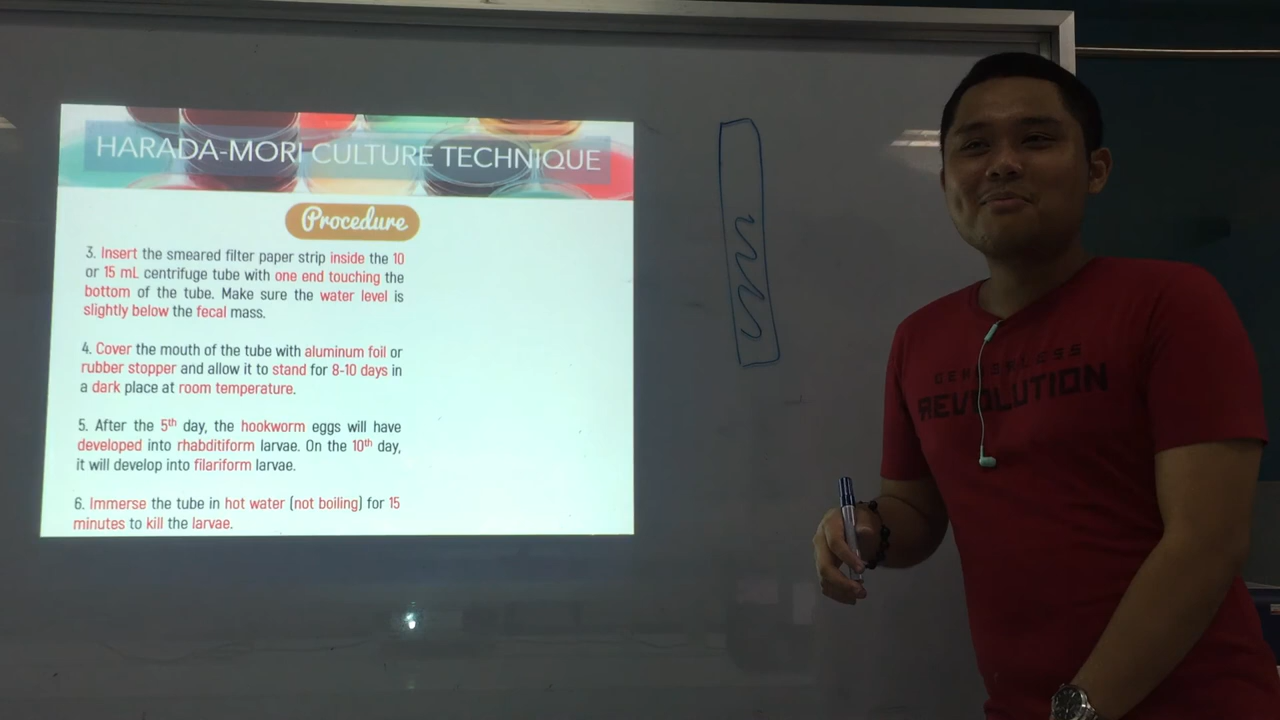 HARADA-MORI CULTURE TECHNIQUE
Procedure
3. Insert the smeared filter paper strip inside the 10
or 15 mL centrifuge tube with one end touching the
bottom of the tube. Make sure the water level is
slightly below the fecal mass.
4. Cover the mouth of the tube with aluminum foil or
rubber stopper and allow it to stand for 8-10 days in
a dark place at room temperature.
5. After the 5th day, the hookworm eggs will have
developed into rhabditiform larvae. On the 10th day,
it will develop into filariform larvae.
6. Immerse the tube in hot water (not boiling) for 15
minutes to kill the larvae.
GENDERLESS
REVOLUTION